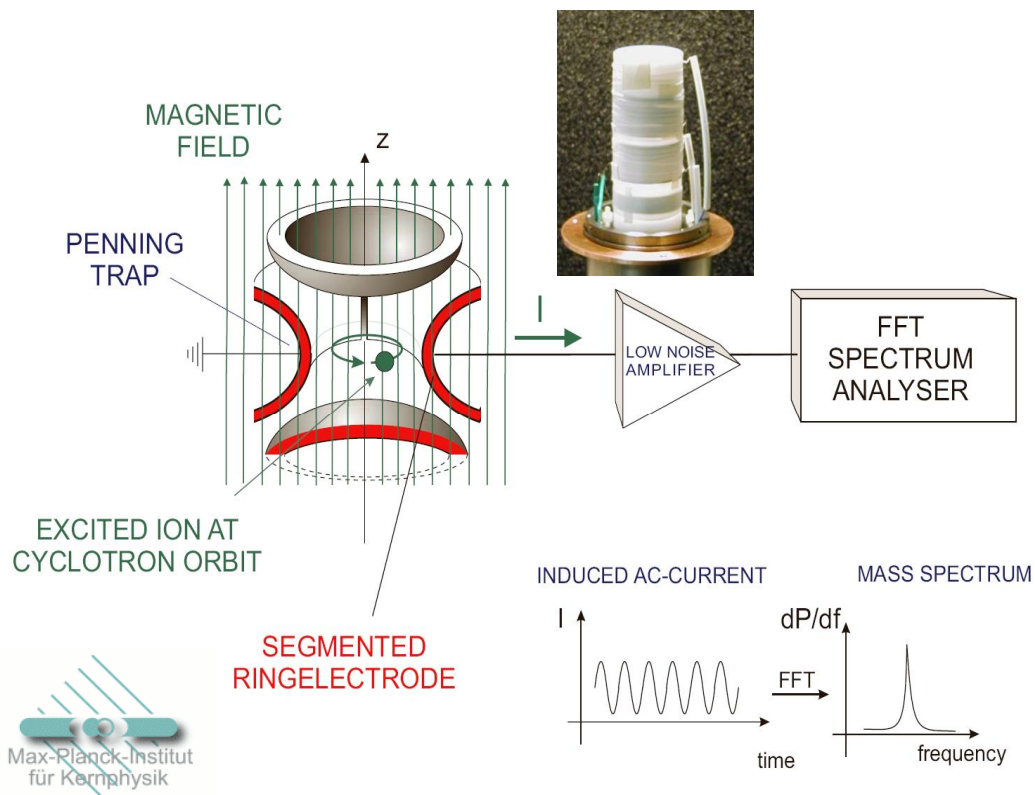 MAGNETIC
FIELD
z
PENNING
TRAP
I
LOW NOISE
AMPLIFIER
FFT
SPECTRUM
ANALYSER
EXCITED ION AT
CYCLOTRON ORBIT
SEGMENTED
RINGELECTRODE
INDUCED AC-CURRENT
MASS SPECTRUM
I
dP/df
FFT
time
frequency
Max-Planck-Institut
für Kernphysik